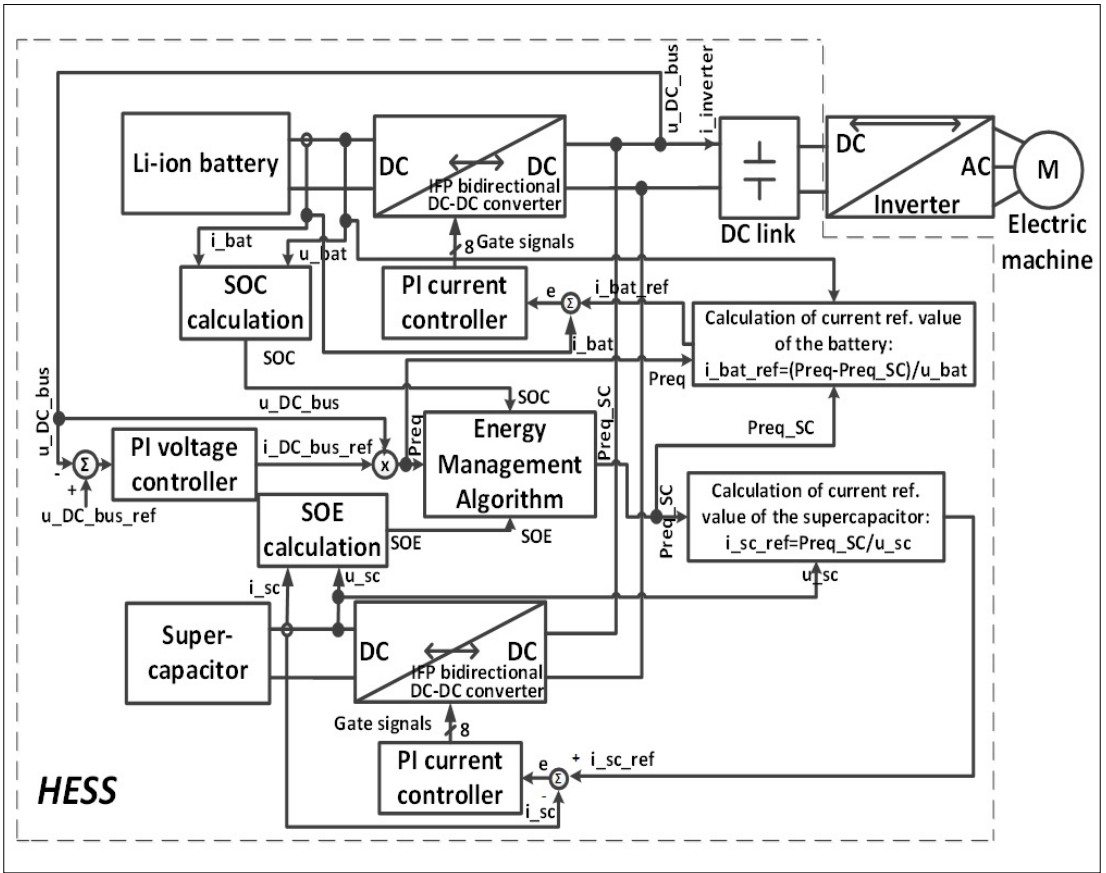 u_DC_bus
i_inverter
Li-ion battery
DC
DC
IFP bidirectional
DC-DC converter
DC link
DC
AC
Inverter
M
Electric
machine
i_bat
u_bat
8
Gate signals
SOC
calculation
PI current
controller
e
Σ
i_bat_ref
i_bat
Calculation of current ref. value
of the battery:
i_bat_ref=(Preq-Preq_SC)/u_bat
SOC
Preq
u_DC_bus
u_DC_bus
SOC
Preq_SC
Preq_SC
-
Σ
+
u_DC_bus_ref
PI voltage
controller
i_DC_bus_ref
x
Preq
Energy
Management
Algorithm
Preq_SC
Calculation of current ref.
value of the supercapacitor:
i_sc_ref=Preq_SC/u_sc
SOE
calculation
SOE
SOE
i_sc
u_sc
u_sc
Super-
capacitor
DC
DC
IFP bidirectional
DC-DC converter
Gate signals
8
PI current
controller
e
Σ
+
i_sc_ref
-
i_sc
HESS